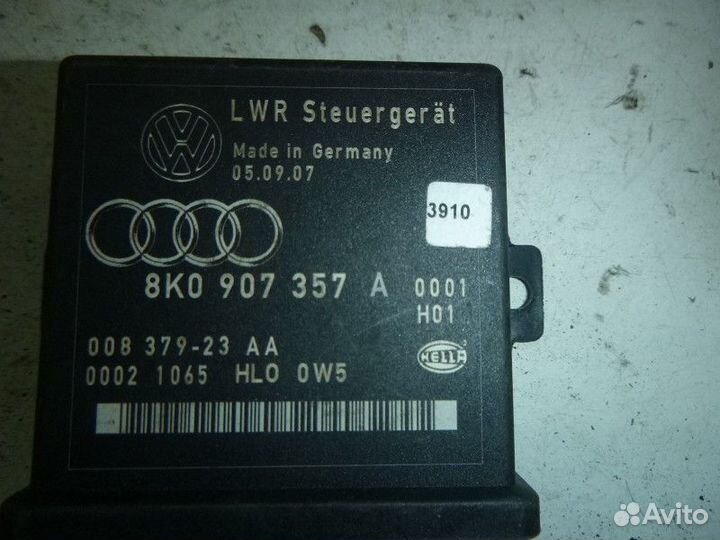 LWR Steuergerät
Made in Germany
05.09.07
3910
8K0 907 357 A 0001
H01
008 379-23 AA
HELLA
0002 1065 HLO 0W5
Avito